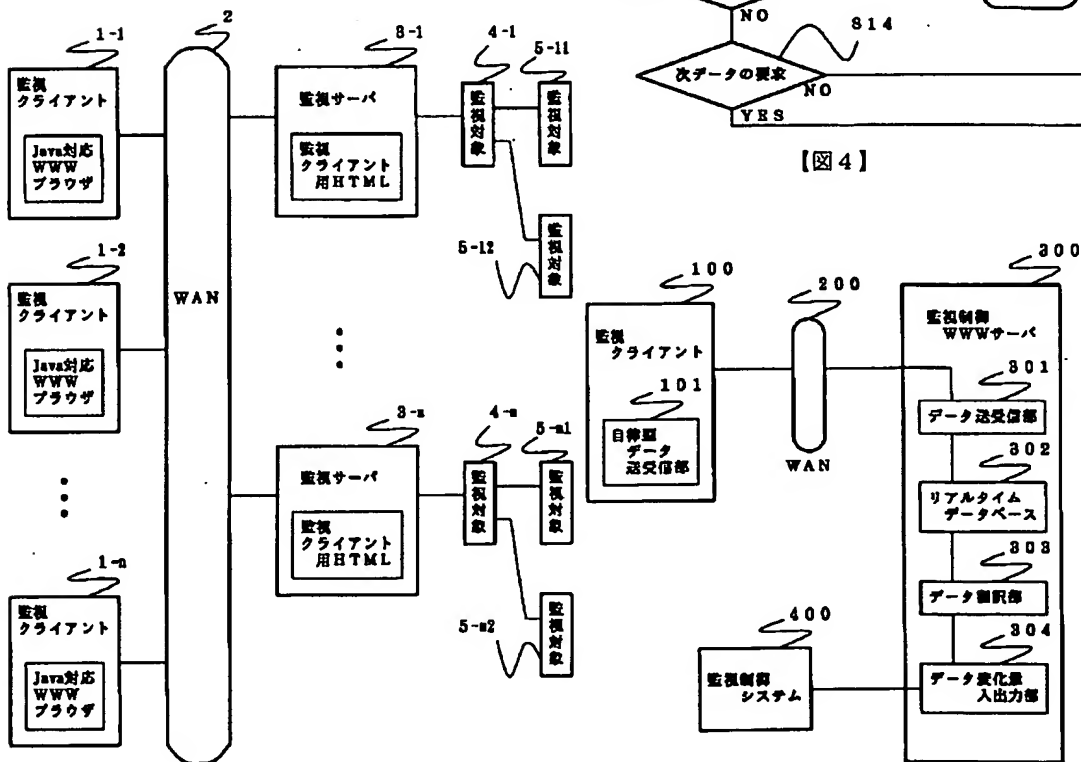 1-1
監視
クライアント
Java対応
WWW
ブラウザ
1-2
監視
クライアント
Java対応
WWW
ブラウザ
1-n
監視
クライアント
Java対応
WWW
ブラウザ
2
WAN
3-1
監視サーバ
監視
クライアント
用HTML
4-1
監視対象
5-11
監視対象
5-12
監視対象
3-n
監視サーバ
監視
クライアント
用HTML
4-n
監視対象
5-n1
監視対象
5-n2
監視対象
NO
S14
次データの要求
NO
YES
【図4】
100
監視
クライアント
101
自律型
データ
送受信部
200
WAN
300
監視制御
WWWサーバ
301
データ送受信部
302
リアルタイム
データベース
303
データ翻訳部
304
データ変化量
入出力部
400
監視制御
システム